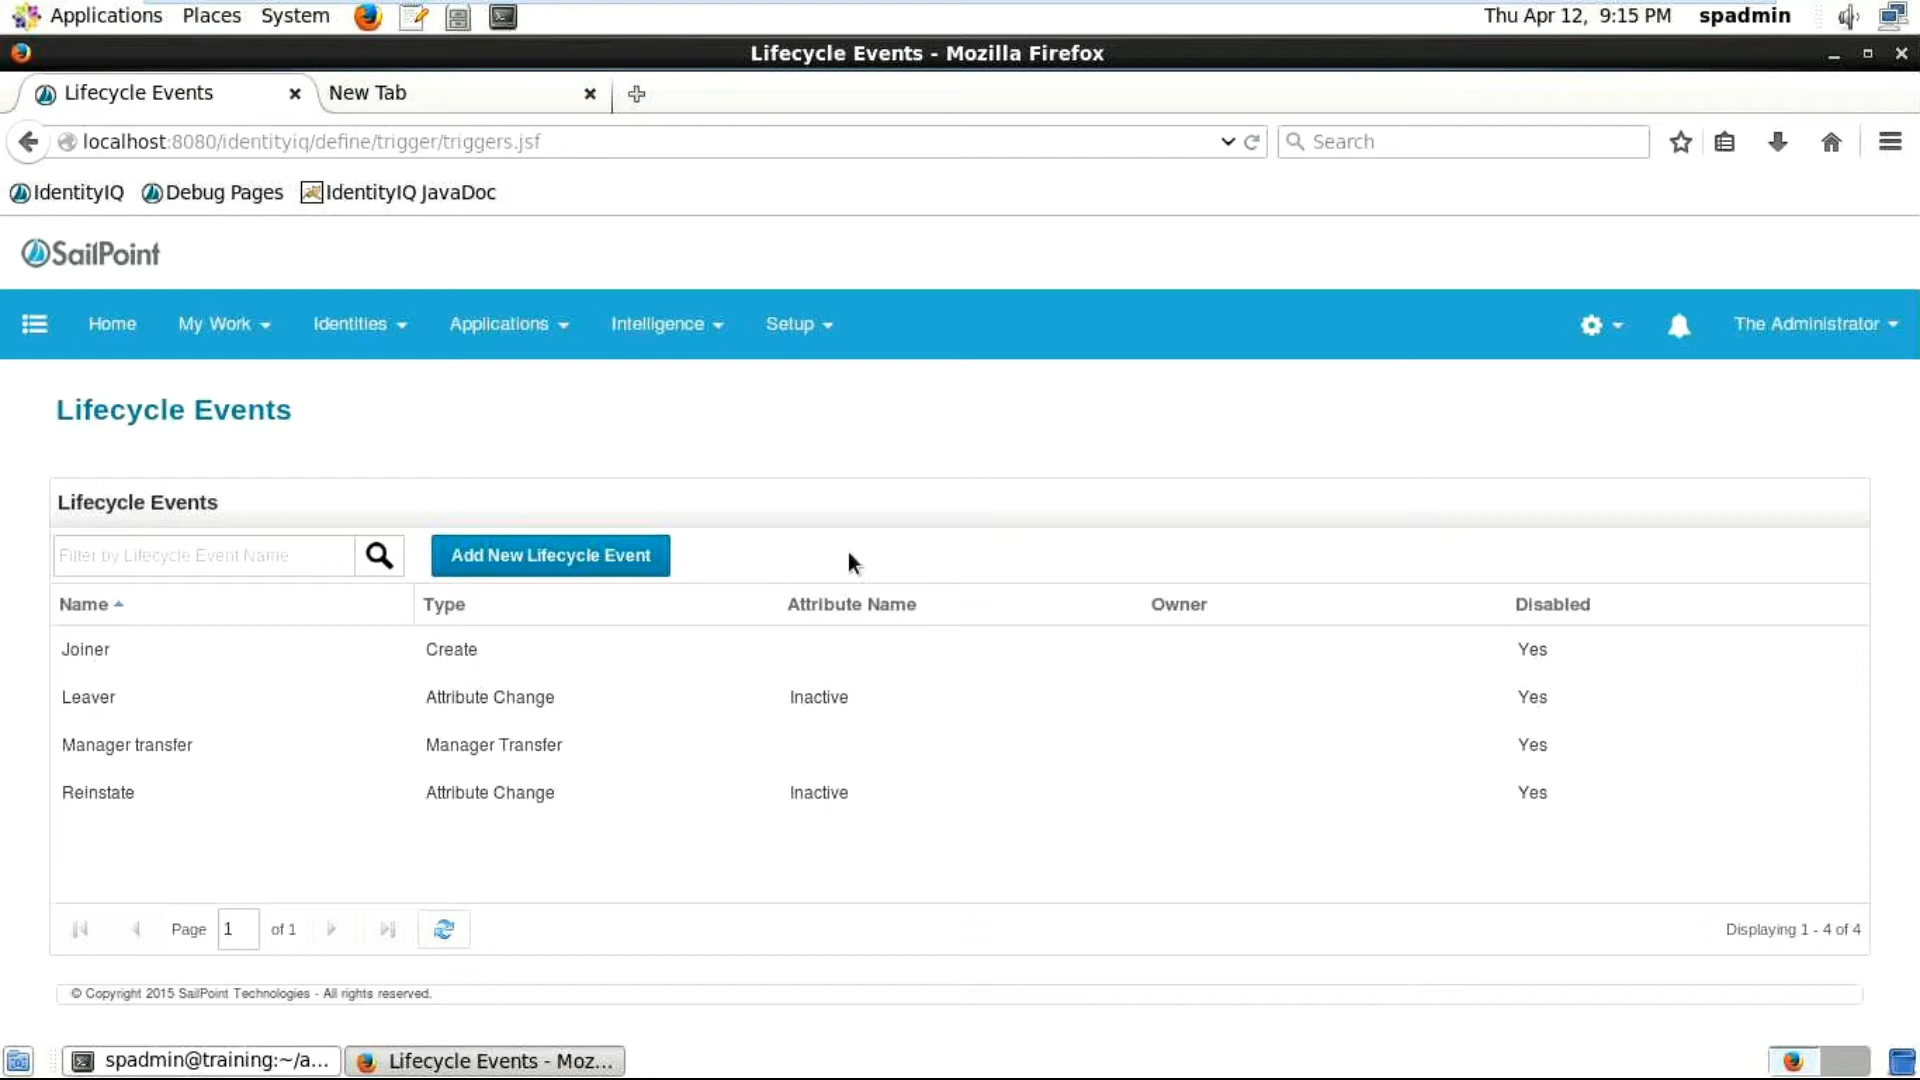 Applications Places System Thu Apr 12, 9:15 PM spadmin
Lifecycle Events - Mozilla Firefox
Lifecycle Events New Tab
localhost:8080/identityiq/define/trigger/triggers.jsf Search
IdentityIQ Debug Pages IdentityIQ JavaDoc
SailPoint
Home My Work Identities Applications Intelligence Setup The Administrator
Lifecycle Events
Lifecycle Events
Filter by Lifecycle Event Name Add New Lifecycle Event
Name Type Attribute Name Owner Disabled
Joiner Create Yes
Leaver Attribute Change Inactive Yes
Manager transfer Manager Transfer Yes
Reinstate Attribute Change Inactive Yes
Page 1 of 1 Displaying 1 - 4 of 4
© Copyright 2015 SailPoint Technologies - All rights reserved.
spadmin@training:~/a... Lifecycle Events - Moz...